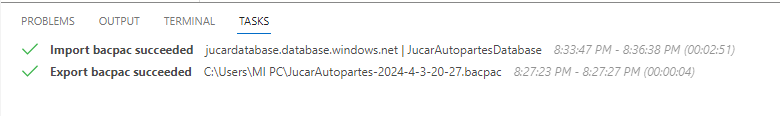 PROBLEMS OUTPUT TERMINAL TASKS
Import bacpac succeeded jucardatabase.database.windows.net | JucarAutopartesDatabase 8:33:47 PM - 8:36:38 PM (00:02:51)
Export bacpac succeeded C:\Users\MI PC\JucarAutopartes-2024-4-3-20-27.bacpac 8:27:23 PM - 8:27:27 PM (00:00:04)